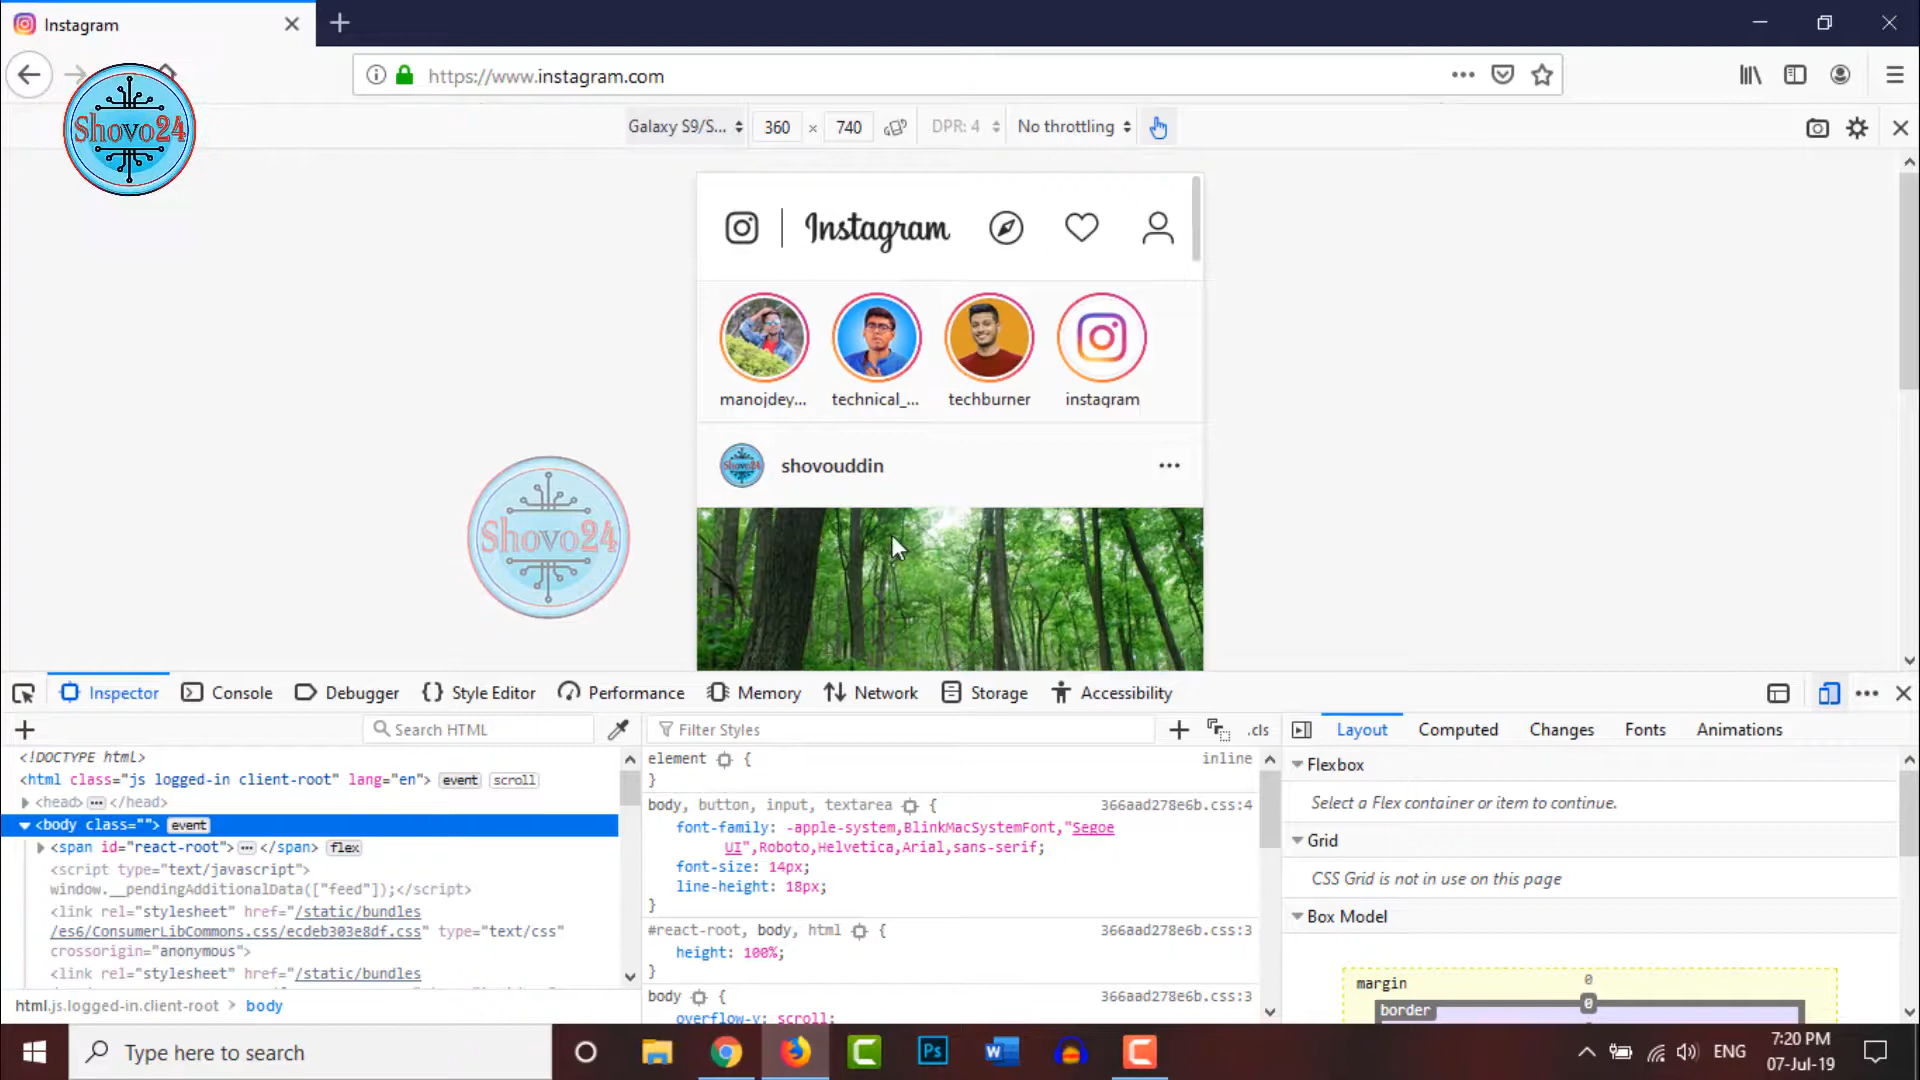 Instagram
https://www.instagram.com
Shovo24
Galaxy S9/S...
360 × 740
DPR: 4
No throttling
Instagram
manojdey...
technical_...
techburner
instagram
Shovo24
shovouddin
Shovo24
Inspector
Console
Debugger
Style Editor
Performance
Memory
Network
Storage
Accessibility
Search HTML
<!DOCTYPE html>
<html class="js logged-in client-root" lang="en"> event scroll
<head> ••• </head>
<body class=""> event
<span id="react-root"> ••• </span> flex
<script type="text/javascript">
window.__pendingAdditionalData(["feed"]);</script>
<link rel="stylesheet" href="/static/bundles
/es6/ConsumerLibCommons.css/ecdeb303e8df.css" type="text/css"
crossorigin="anonymous">
<link rel="stylesheet" href="/static/bundles
html.js.logged-in.client-root > body
Filter Styles
.cls
element { inline
}
body, button, input, textarea { 366aad278e6b.css:4
font-family: -apple-system,BlinkMacSystemFont,"Segoe
UI",Roboto,Helvetica,Arial,sans-serif;
font-size: 14px;
line-height: 18px;
}
#react-root, body, html { 366aad278e6b.css:3
height: 100%;
}
body { 366aad278e6b.css:3
overflow-y: scroll;
Layout
Computed
Changes
Fonts
Animations
Flexbox
Select a Flex container or item to continue.
Grid
CSS Grid is not in use on this page
Box Model
margin 0
border 0
Type here to search
Ps
W
ENG
7:20 PM
07-Jul-19